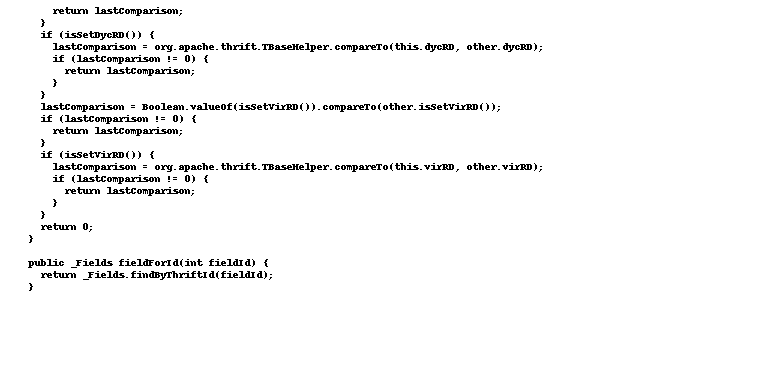 return lastComparison;
}
if (isSetDycRD()) {
lastComparison = org.apache.thrift.TBaseHelper.compareTo(this.dycRD, other.dycRD);
if (lastComparison != 0) {
return lastComparison;
}
}
lastComparison = Boolean.valueOf(isSetVirRD()).compareTo(other.isSetVirRD());
if (lastComparison != 0) {
return lastComparison;
}
if (isSetVirRD()) {
lastComparison = org.apache.thrift.TBaseHelper.compareTo(this.virRD, other.virRD);
if (lastComparison != 0) {
return lastComparison;
}
}
return 0;
}
public _Fields fieldForId(int fieldId) {
return _Fields.findByThriftId(fieldId);
}